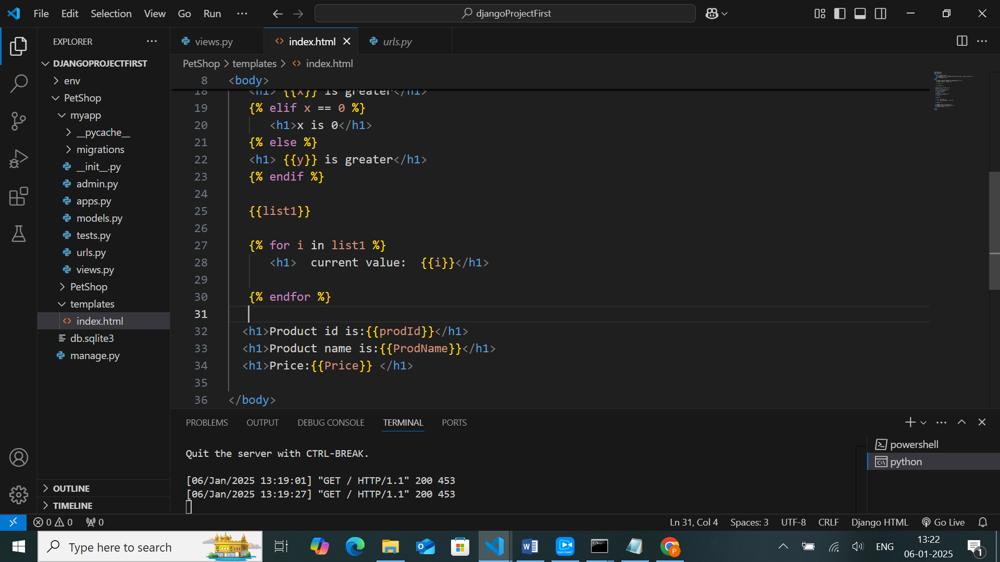 File Edit Selection View Go Run ···
djangoProjectFirst
EXPLORER
views.py
index.html
urls.py
DJANGOPROJECTFIRST
PetShop > templates > index.html
env
PetShop
myapp
__pycache__
migrations
__init__.py
admin.py
apps.py
models.py
tests.py
urls.py
views.py
PetShop
templates
index.html
db.sqlite3
manage.py
OUTLINE
TIMELINE
8 <body>
18 <h1> {{x}} is greater</h1>
19 {% elif x == 0 %}
20 <h1>x is 0</h1>
21 {% else %}
22 <h1> {{y}} is greater</h1>
23 {% endif %}
24
25 {{list1}}
26
27 {% for i in list1 %}
28 <h1>  current value:  {{i}}</h1>
29
30 {% endfor %}
31
32 <h1>Product id is:{{prodId}}</h1>
33 <h1>Product name is:{{ProdName}}</h1>
34 <h1>Price:{{Price}} </h1>
35
36 </body>
PROBLEMS OUTPUT DEBUG CONSOLE TERMINAL PORTS
Quit the server with CTRL-BREAK.
[06/Jan/2025 13:19:01] "GET / HTTP/1.1" 200 453
[06/Jan/2025 13:19:27] "GET / HTTP/1.1" 200 453
powershell
python
0 0 0
Ln 31, Col 4 Spaces: 3 UTF-8 CRLF Django HTML Go Live
Type here to search
ENG
13:22
06-01-2025
1